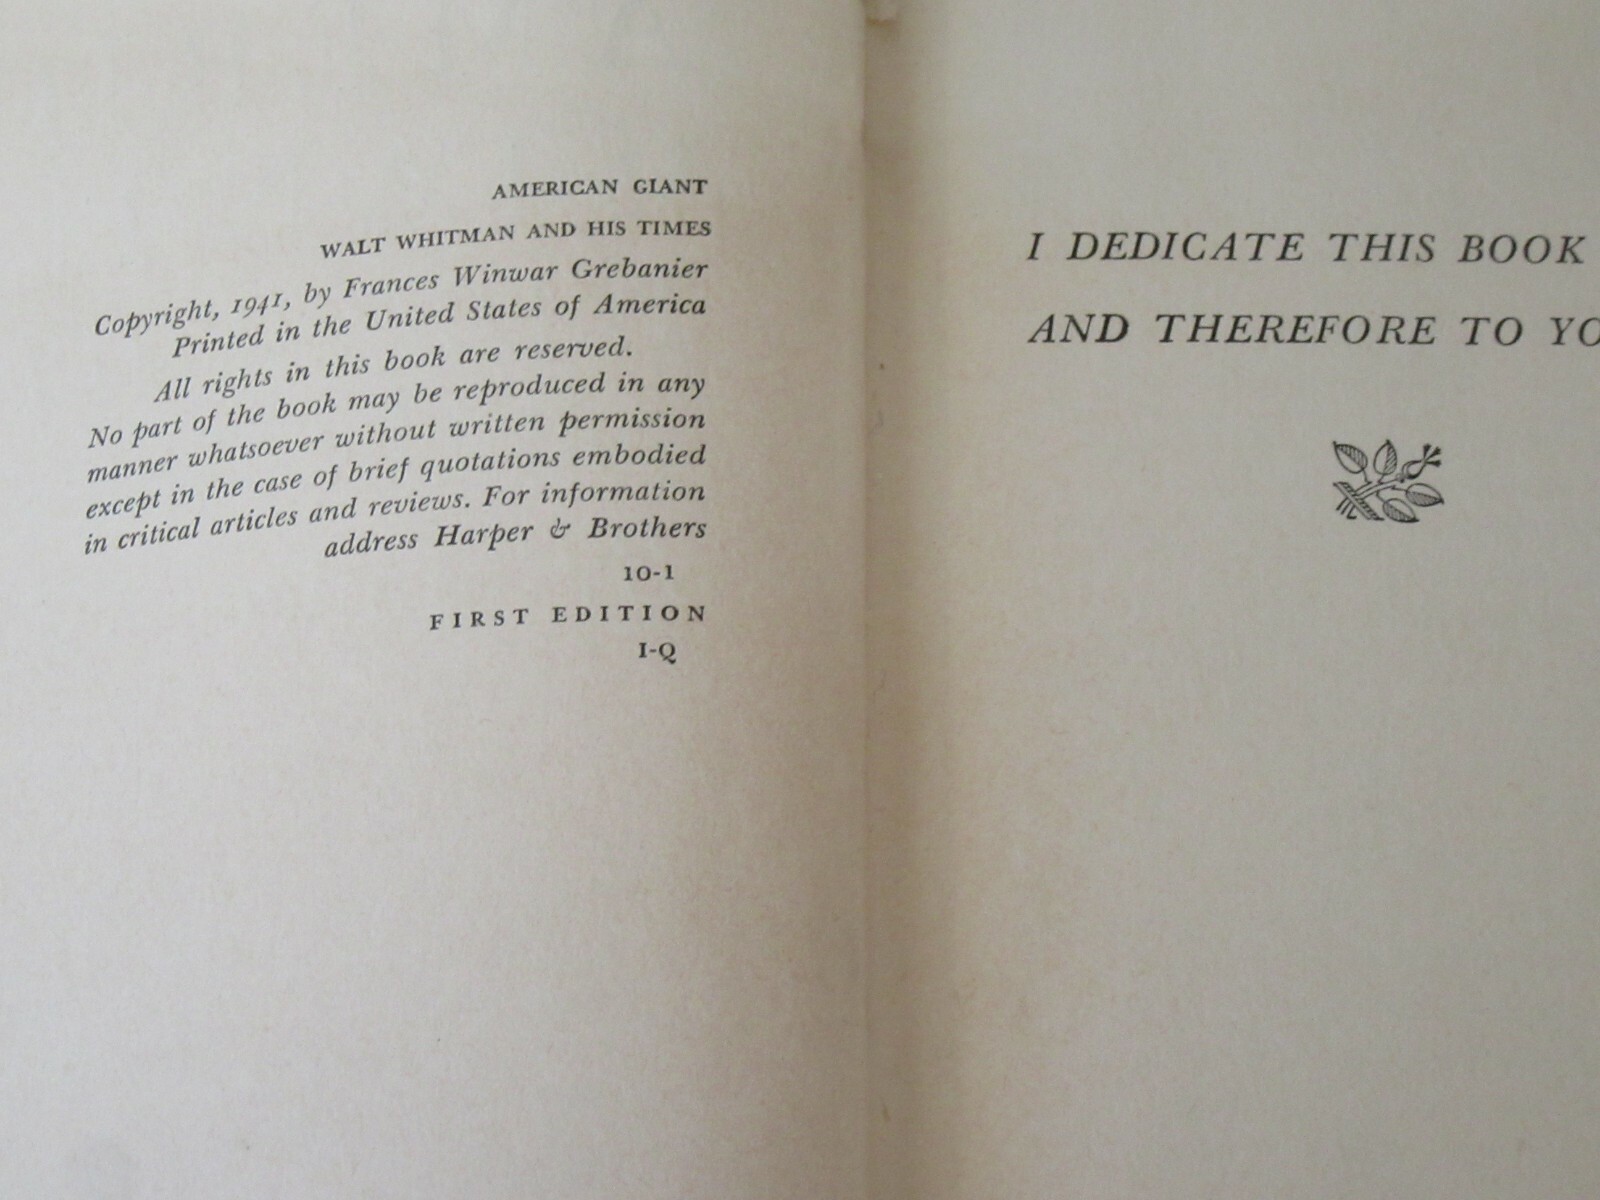 AMERICAN GIANT
WALT WHITMAN AND HIS TIMES
Copyright, 1941, by Frances Winwar Grebanier
Printed in the United States of America
All rights in this book are reserved.
No part of the book may be reproduced in any
manner whatsoever without written permission
except in the case of brief quotations embodied
in critical articles and reviews. For information
address Harper & Brothers
10-1
FIRST EDITION
I-Q
I DEDICATE THIS BOOK
AND THEREFORE TO